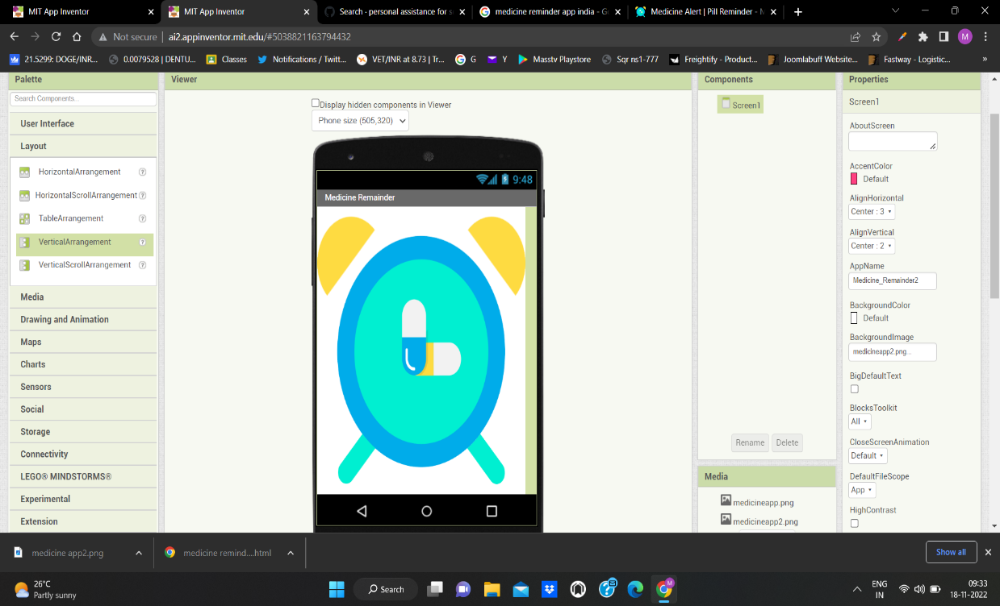 MIT App Inventor
MIT App Inventor
Search · personal assistance for s
medicine reminder app india - G
Medicine Alert | Pill Reminder - M
Not secure
ai2.appinventor.mit.edu/#5038821163794432
21.5299: DOGE/INR...
0.0079528 | DENTU...
Classes
Notifications / Twitt...
VET/INR at 8.73 | Tr...
G
Y
Masstv Playstore
Sqr ns1-777
Freightify - Product...
Joomlabuff Website...
Fastway - Logistic...
»
Palette
Viewer
Components
Properties
Search Components...
User Interface
Layout
HorizontalArrangement
HorizontalScrollArrangement
TableArrangement
VerticalArrangement
VerticalScrollArrangement
Media
Drawing and Animation
Maps
Charts
Sensors
Social
Storage
Connectivity
LEGO® MINDSTORMS®
Experimental
Extension
Display hidden components in Viewer
Phone size (505,320)
9:48
Medicine Remainder
Screen1
Rename
Delete
Media
medicineapp.png
medicineapp2.png
Screen1
AboutScreen
AccentColor
Default
AlignHorizontal
Center : 3
AlignVertical
Center : 2
AppName
Medicine_Remainder2
BackgroundColor
Default
BackgroundImage
medicineapp2.png...
BigDefaultText
BlocksToolkit
All
CloseScreenAnimation
Default
DefaultFileScope
App
HighContrast
medicine app2.png
medicine remind....html
Show all
26°C
Partly sunny
Search
ENG
IN
09:33
18-11-2022